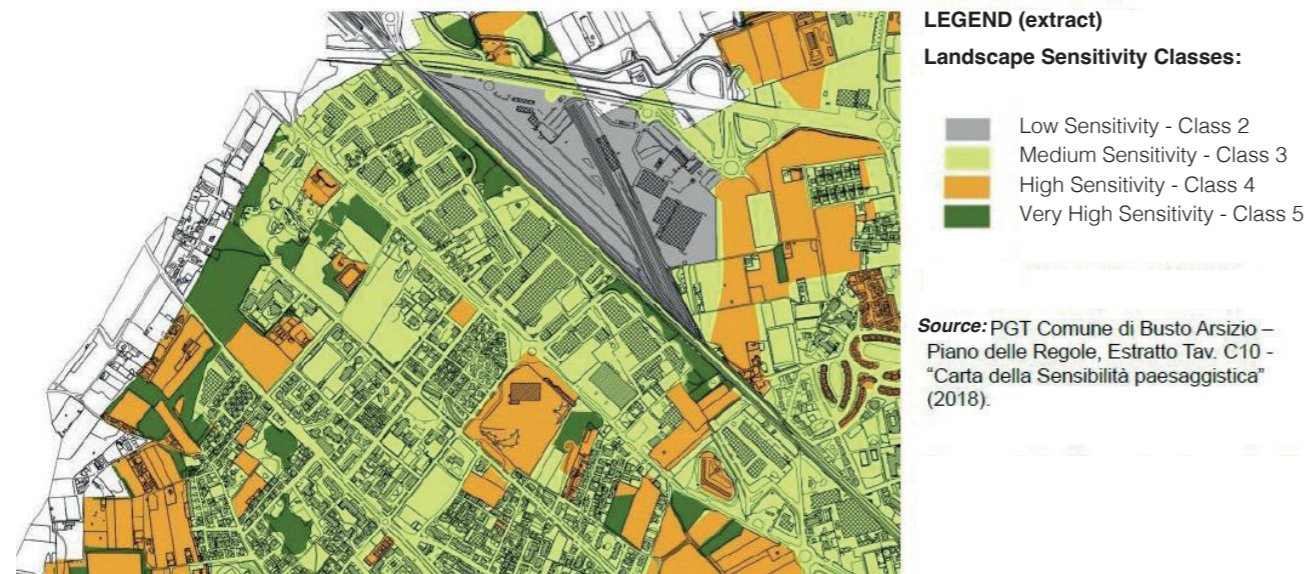 LEGEND (extract)
Landscape Sensitivity Classes:
Low Sensitivity - Class 2
Medium Sensitivity - Class 3
High Sensitivity - Class 4
Very High Sensitivity - Class 5
Source: PGT Comune di Busto Arsizio –
Piano delle Regole, Estratto Tav. C10 -
“Carta della Sensibilità paesaggistica”
(2018).